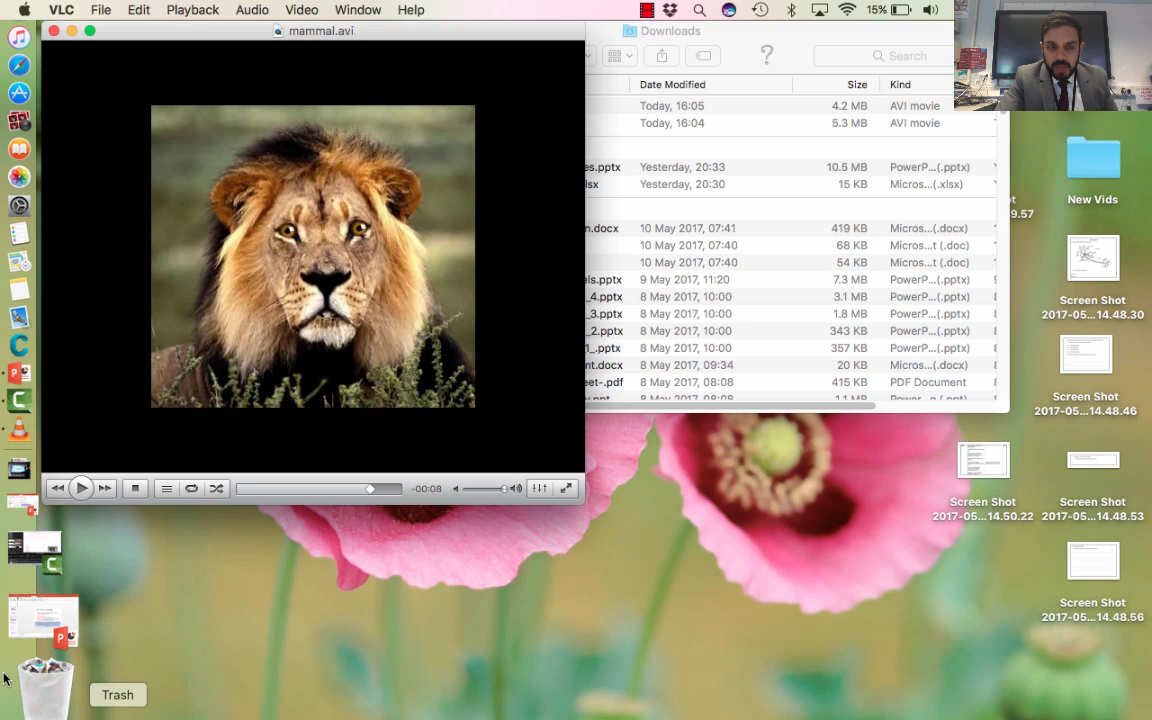 VLC File Edit Playback Audio Video Window Help 15%
mammal.avi
-00:08
Downloads
Search
Date Modified Size Kind
Today, 16:05 4.2 MB AVI movie
Today, 16:04 5.3 MB AVI movie
es.pptx Yesterday, 20:33 10.5 MB PowerP...(.pptx)
lsx Yesterday, 20:30 15 KB Micros...(.xlsx)
n.docx 10 May 2017, 07:41 419 KB Micros...(.docx)
10 May 2017, 07:40 68 KB Micros...t (.doc)
10 May 2017, 07:40 54 KB Micros...t (.doc)
els.pptx 9 May 2017, 11:20 7.3 MB PowerP...(.pptx)
_4.pptx 8 May 2017, 10:00 3.1 MB PowerP...(.pptx)
_3.pptx 8 May 2017, 10:00 1.8 MB PowerP...(.pptx)
_2.pptx 8 May 2017, 10:00 343 KB PowerP...(.pptx)
1_.pptx 8 May 2017, 10:00 357 KB PowerP...(.pptx)
nt.docx 8 May 2017, 09:34 20 KB Micros...(.docx)
eet-.pdf 8 May 2017, 08:08 415 KB PDF Document
New Vids
9.57
Screen Shot
2017-05...14.48.30
Screen Shot
2017-05...14.48.46
Screen Shot
2017-05...14.50.22
Screen Shot
2017-05...14.48.53
Screen Shot
2017-05...14.48.56
Trash